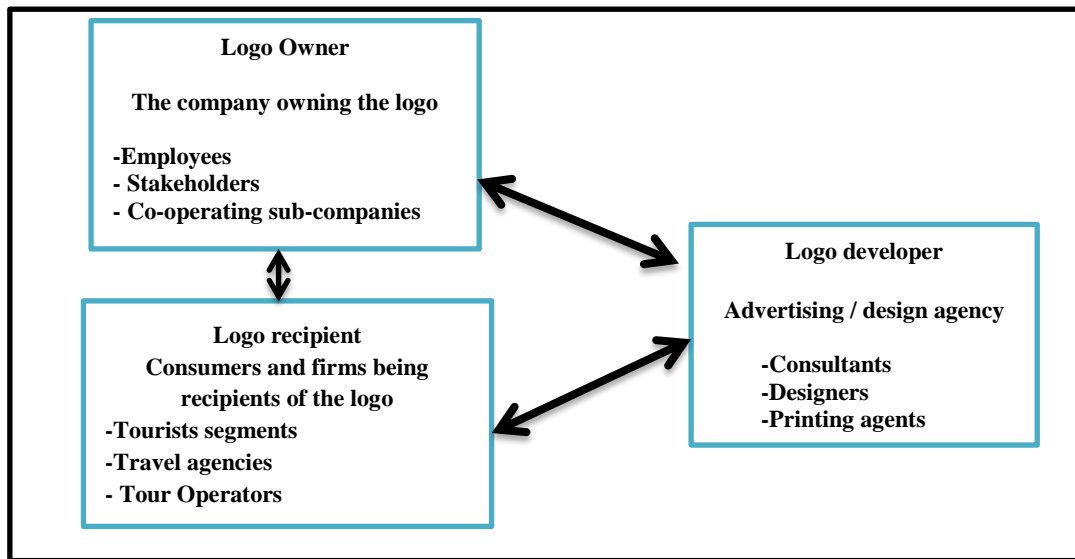 Logo Owner
The company owning the logo
-Employees
- Stakeholders
- Co-operating sub-companies
Logo recipient
Consumers and firms being
recipients of the logo
-Tourists segments
-Travel agencies
- Tour Operators
Logo developer
Advertising / design agency
-Consultants
-Designers
-Printing agents